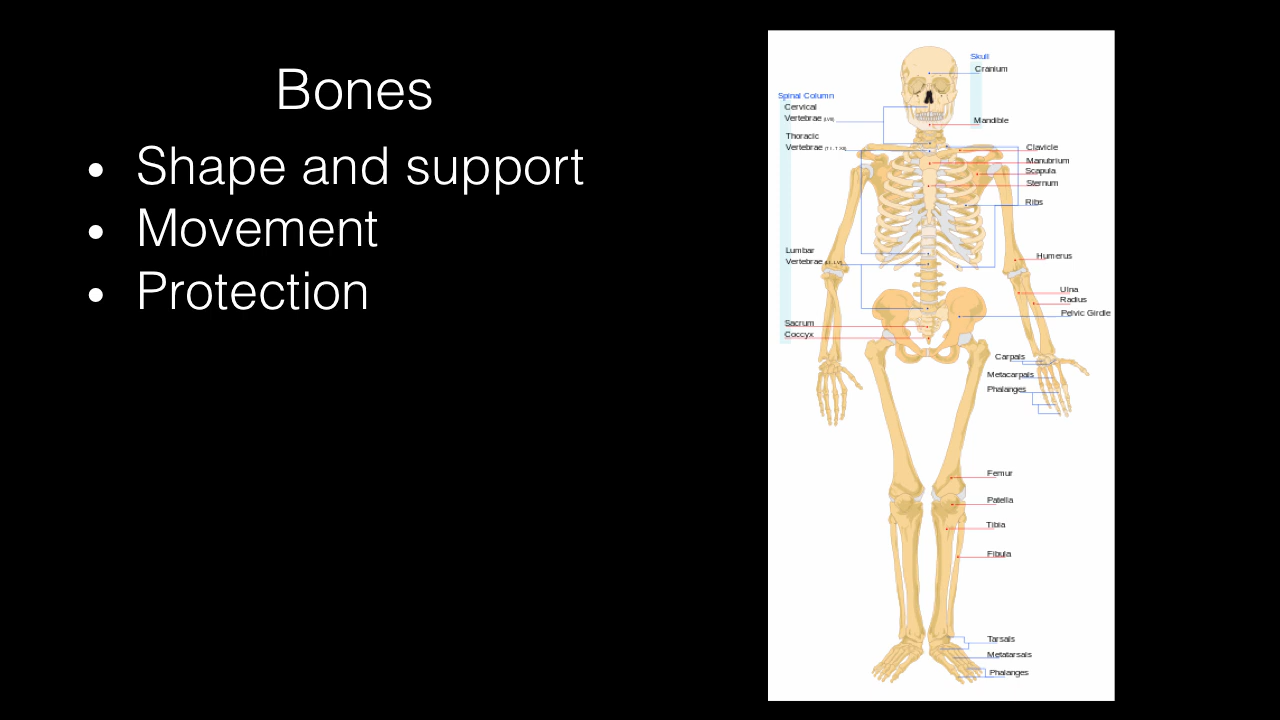 Bones
• Shape and support
• Movement
• Protection
Skull
Cranium
Spinal Column
Cervical
Vertebrae
Mandible
Thoracic
Vertebrae
Clavicle
Manubrium
Scapula
Sternum
Ribs
Lumbar
Vertebrae
Humerus
Ulna
Radius
Pelvic Girdle
Sacrum
Coccyx
Carpals
Metacarpals
Phalanges
Femur
Patella
Tibia
Fibula
Tarsals
Metatarsals
Phalanges